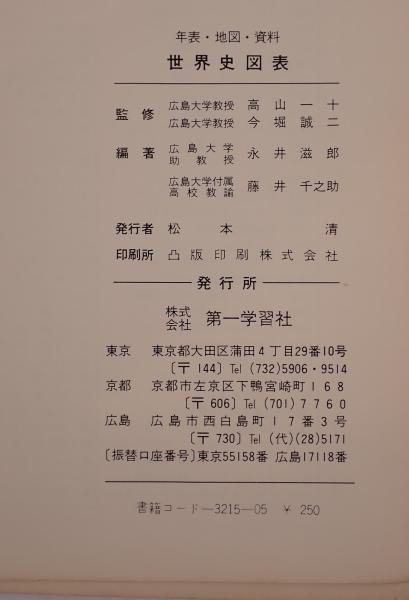 年表・地図・資料
世界史図表
監修 広島大学教授 高山一十
広島大学教授 今堀誠二
編著 広島大学助教授 永井滋郎
広島大学付属高校教諭 藤井千之助
発行者 松本清
印刷所 凸版印刷株式会社
発行所
株式会社 第一学習社
東京 東京都大田区蒲田4丁目29番10号
〔〒144〕Tel (732)5906・9514
京都 京都市左京区下鴨宮崎町168
〔〒606〕Tel (701)7760
広島 広島市西白島町17番3号
〔〒730〕Tel (代)(28)5171
〔振替口座番号〕東京55158番 広島17118番
書籍コード―3215―05 ¥ 250